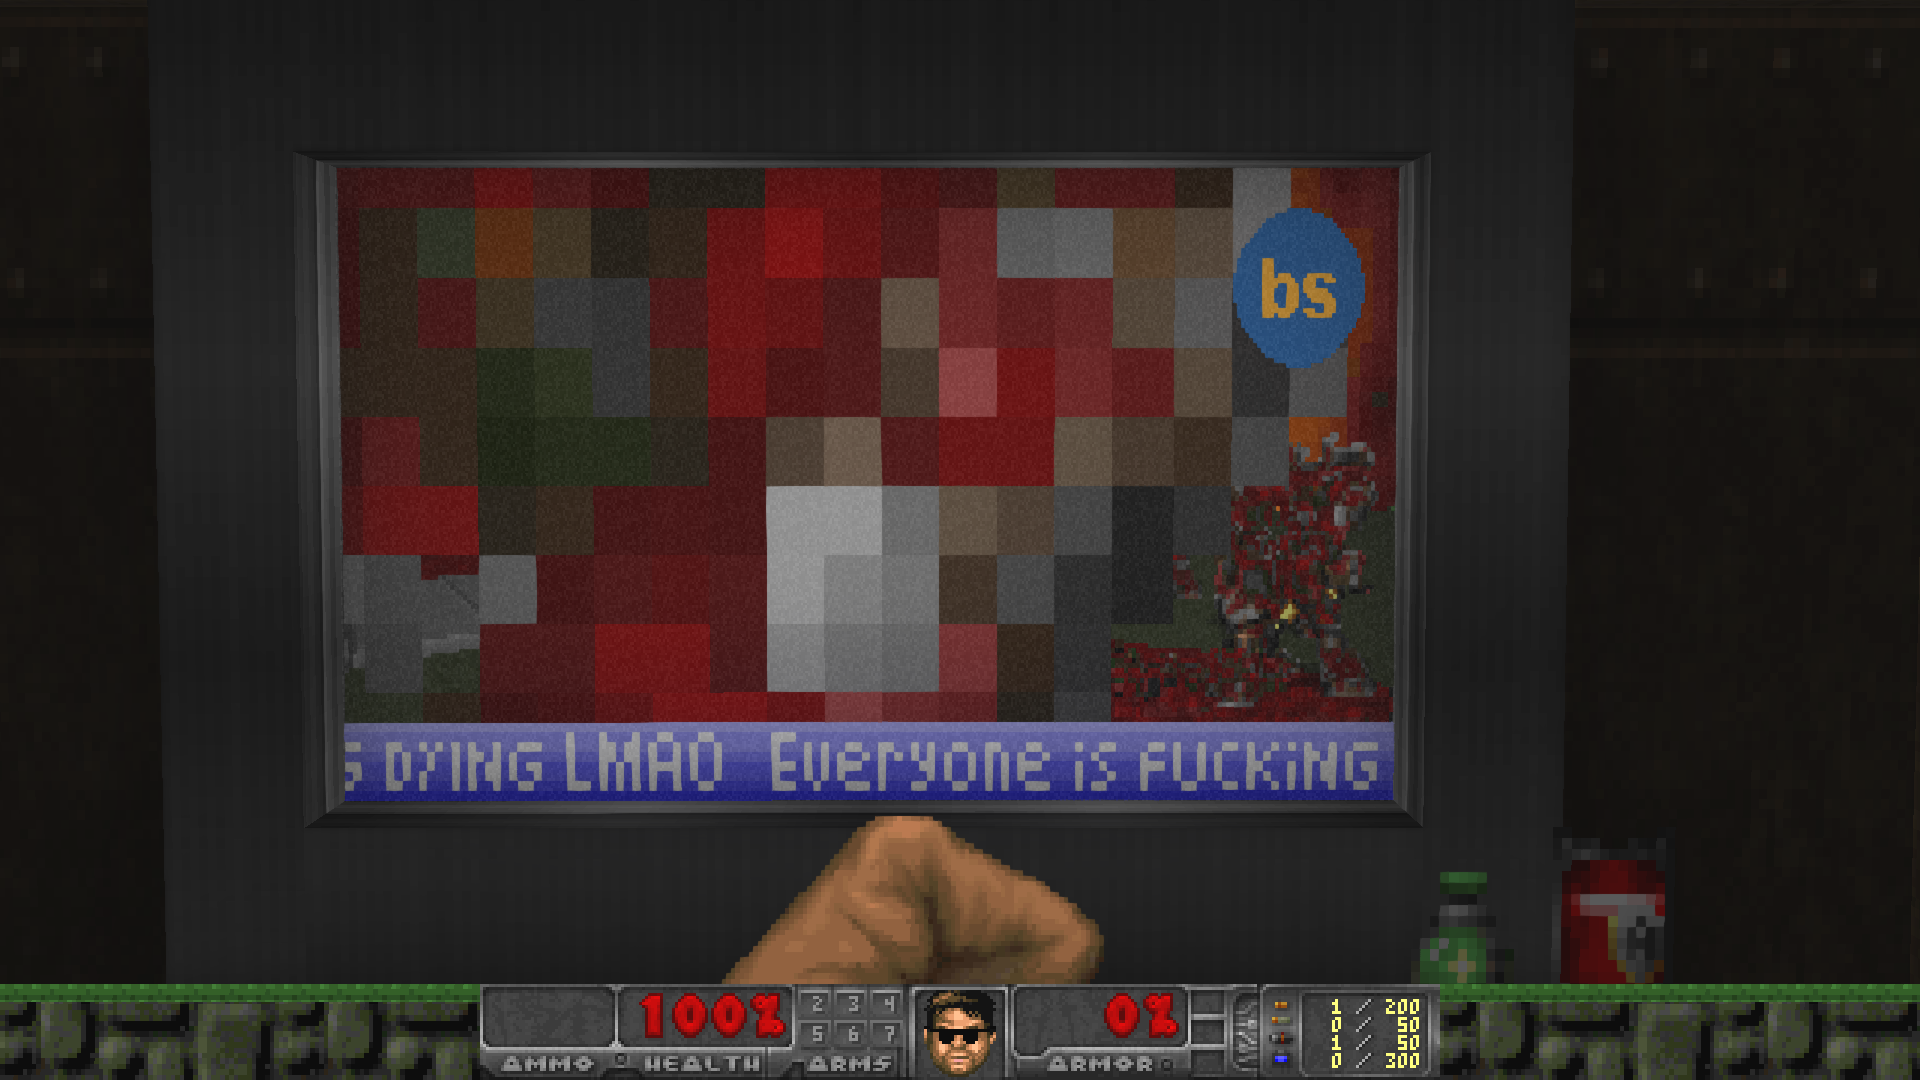 bs
S DYING LMAO Everyone is FUCKING
100% 2 3 4 0% 1 / 200
5 6 7 0 / 50
1 / 50
AMMO HEALTH ARMS ARMOR 0 / 300